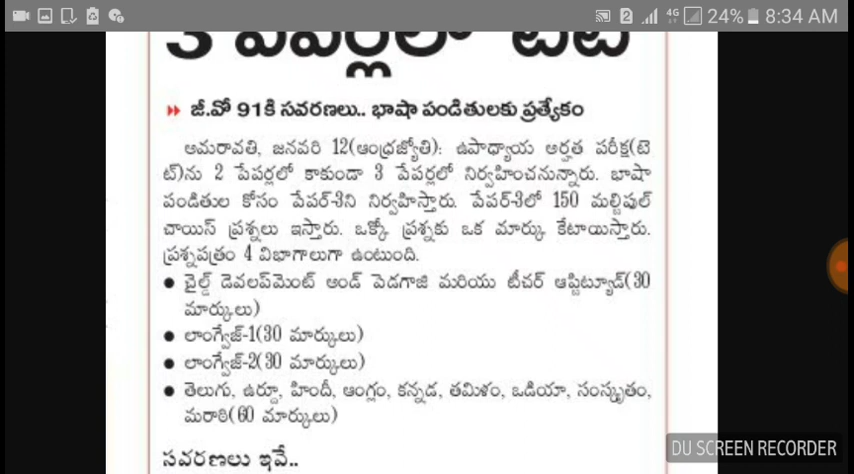 24% 8:34 AM
3 పేపర్లలో టెట్
జీ.వో 91కి సవరణలు.. భాషా పండితులకు ప్రత్యేకం
అమరావతి, జనవరి 12(ఆంధ్రజ్యోతి): ఉపాధ్యాయ అర్హత పరీక్ష(టె
ట్)ను 2 పేపర్లలో కాకుండా 3 పేపర్లలో నిర్వహించనున్నారు. భాషా
పండితుల కోసం పేపర్-3ని నిర్వహిస్తారు. పేపర్-3లో 150 మల్టిపుల్
చాయిస్ ప్రశ్నలు ఇస్తారు. ఒక్కో ప్రశ్నకు ఒక మార్కు కేటాయిస్తారు.
ప్రశ్నపత్రం 4 విభాగాలుగా ఉంటుంది.
● చైల్డ్ డెవలప్‌మెంట్ అండ్ పెడగాజి మరియు టీచర్ ఆప్టిట్యూడ్(30
మార్కులు)
● లాంగ్వేజ్-1(30 మార్కులు)
● లాంగ్వేజ్-2(30 మార్కులు)
● తెలుగు, ఉర్దూ, హిందీ, ఆంగ్లం, కన్నడ, తమిళం, ఒడియా, సంస్కృతం,
మరాఠి(60 మార్కులు)
సవరణలు ఇవే..
DU SCREEN RECORDER